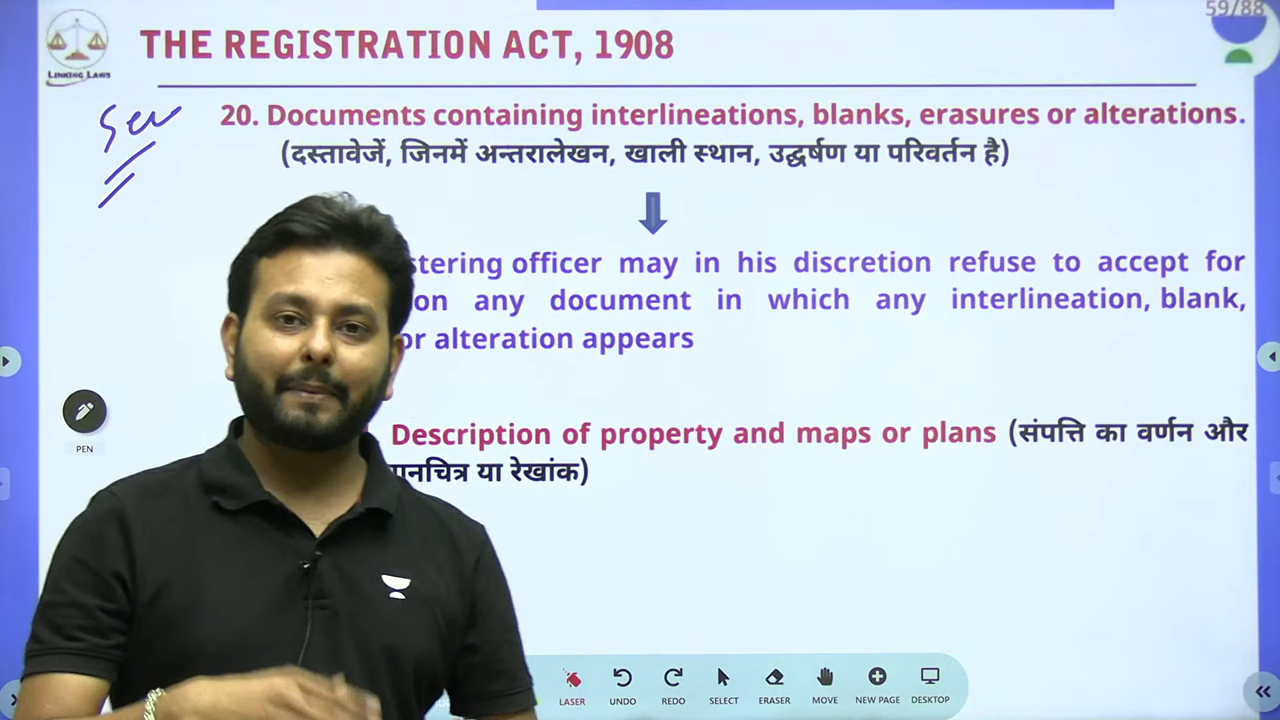 59/88
LINKING LAWS
THE REGISTRATION ACT, 1908
Sec
20. Documents containing interlineations, blanks, erasures or alterations.
(दस्तावेजें, जिनमें अन्तरालेखन, खाली स्थान, उद्घर्षण या परिवर्तन है)
stering officer may in his discretion refuse to accept for
on any document in which any interlineation, blank,
or alteration appears
PEN
Description of property and maps or plans (संपत्ति का वर्णन और
मानचित्र या रेखांक)
LASER UNDO REDO SELECT ERASER MOVE NEW PAGE DESKTOP